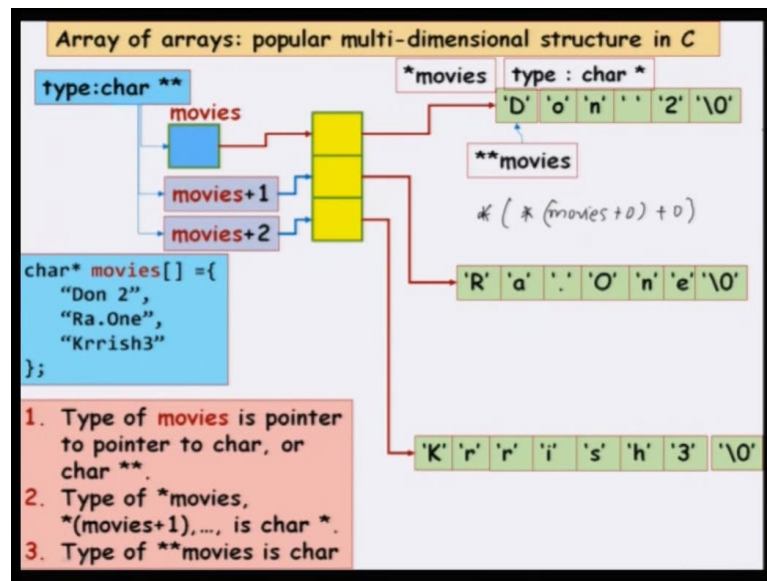 Array of arrays: popular multi-dimensional structure in C
type:char **
*movies
type : char *
movies
'D' 'o' 'n' ' ' '2' '\0'
**movies
movies+1
movies+2
*(*(movies+0)+0)
char* movies[] ={
“Don 2”,
“Ra.One”,
“Krrish3”
};
'R' 'a' '.' 'O' 'n' 'e' '\0'
1. Type of movies is pointer
to pointer to char, or
char **.
2. Type of *movies,
*(movies+1),…, is char *.
3. Type of **movies is char
'K' 'r' 'r' 'i' 's' 'h' '3' '\0'